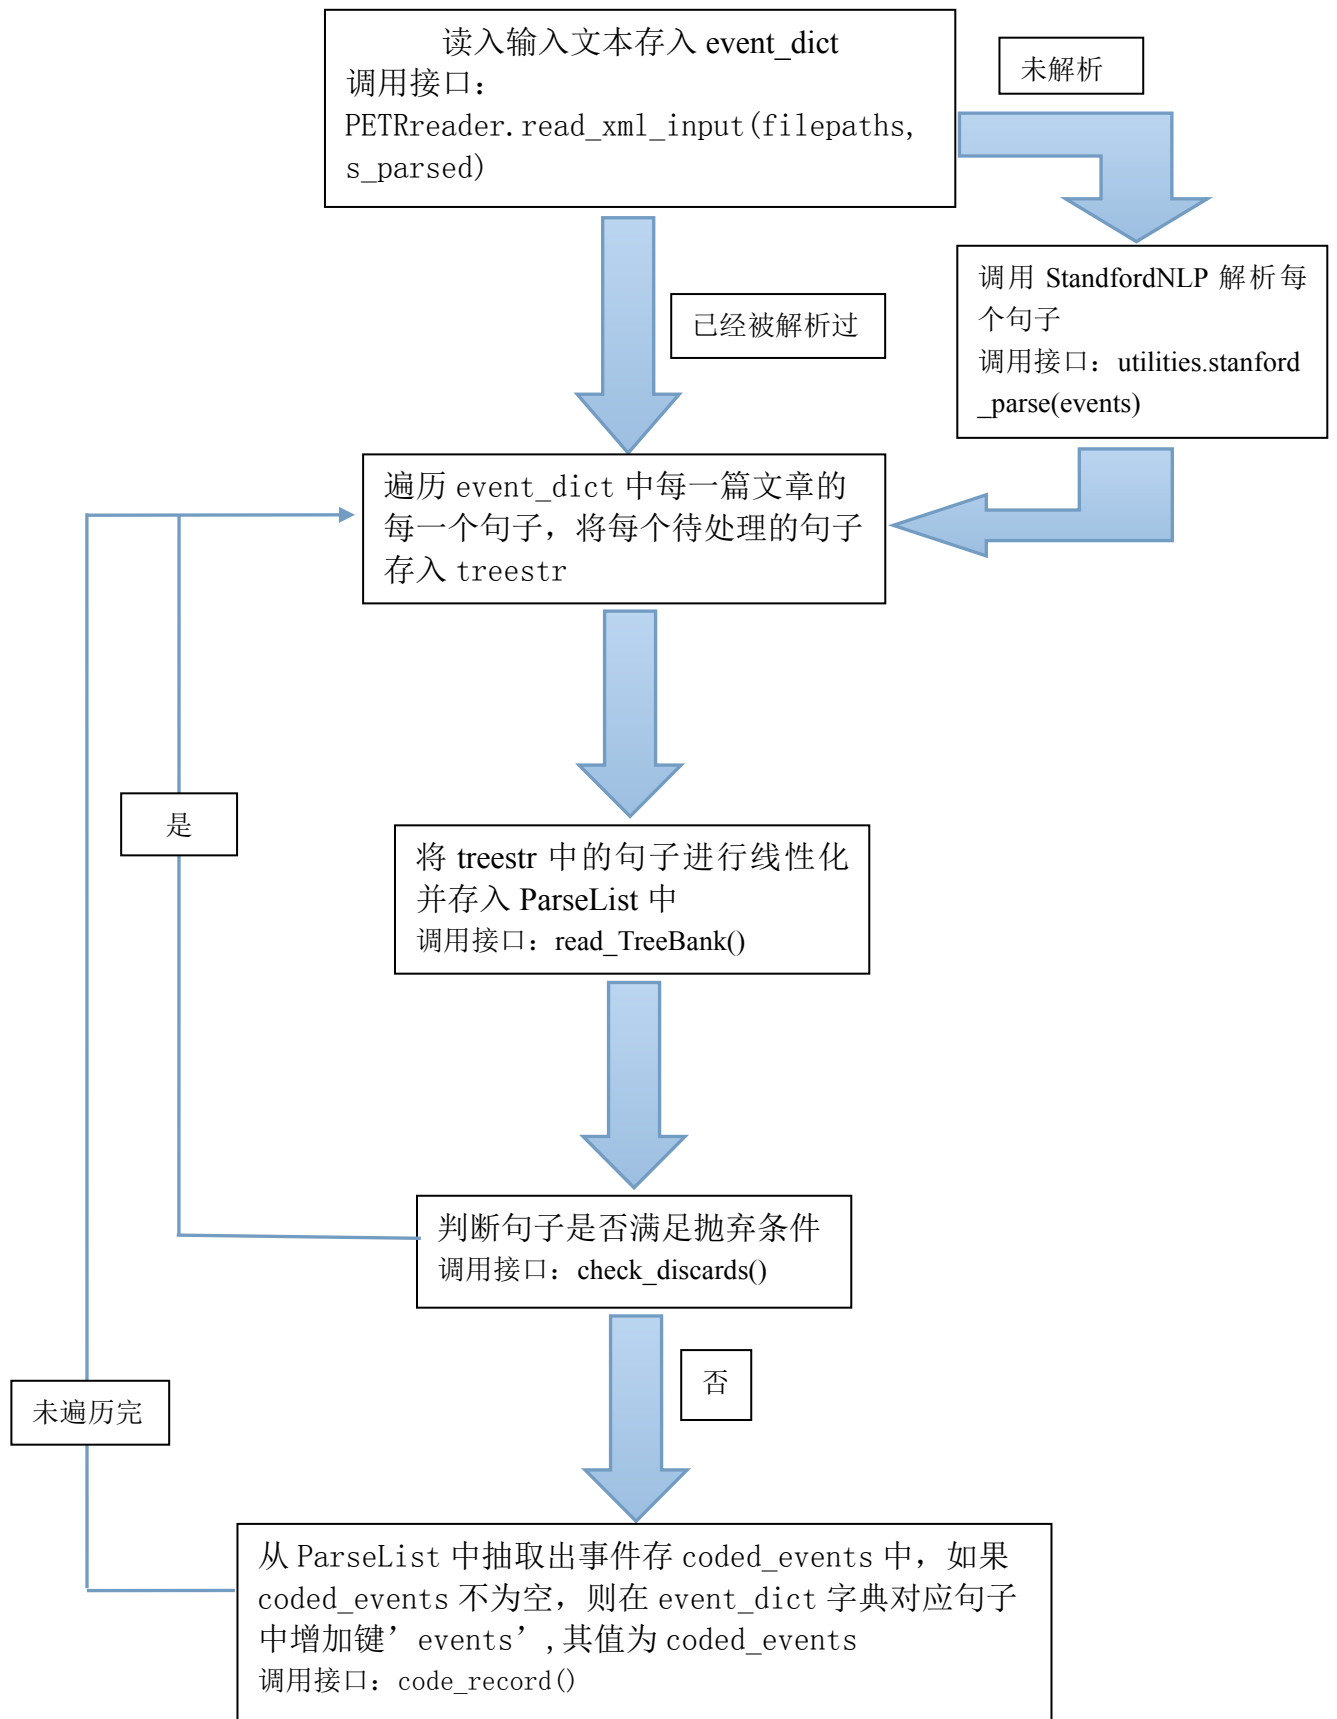 读入输入文本存入 event_dict
调用接口：
PETRreader.read_xml_input(filepaths,
s_parsed)
未解析
调用 StandfordNLP 解析每
个句子
调用接口：utilities.stanford
_parse(events)
已经被解析过
遍历 event_dict 中每一篇文章的
每一个句子，将每个待处理的句子
存入 treestr
是
将 treestr 中的句子进行线性化
并存入 ParseList 中
调用接口：read_TreeBank()
判断句子是否满足抛弃条件
调用接口：check_discards()
否
未遍历完
从 ParseList 中抽取出事件存 coded_events 中，如果
coded_events 不为空，则在 event_dict 字典对应句子
中增加键’events’,其值为 coded_events
调用接口：code_record()